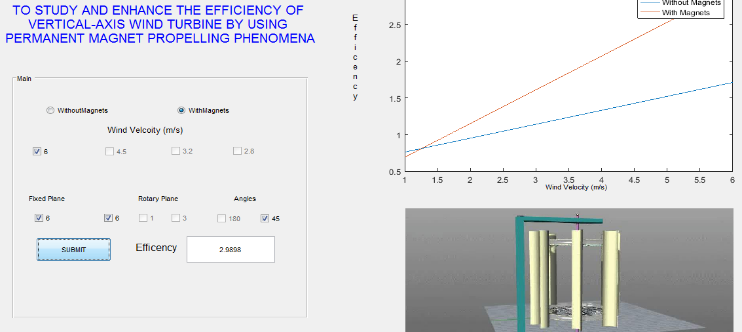 TO STUDY AND ENHANCE THE EFFICIENCY OF
VERTICAL-AXIS WIND TURBINE BY USING
PERMANENT MAGNET PROPELLING PHENOMENA
Main
WithoutMagnets WithMagnets
Wind Velcoity (m/s)
6 4.5 3.2 2.6
Fixed Plane Rotary Plane Angles
6 6 1 3 180 45
SUBMIT Efficency 2.9898
Efficency
Without Magnets
With Magnets
2.5
2
1.5
1
0.5
1 1.5 2 2.5 3 3.5 4 4.5 5 5.5 6
Wind Velocity (m/s)